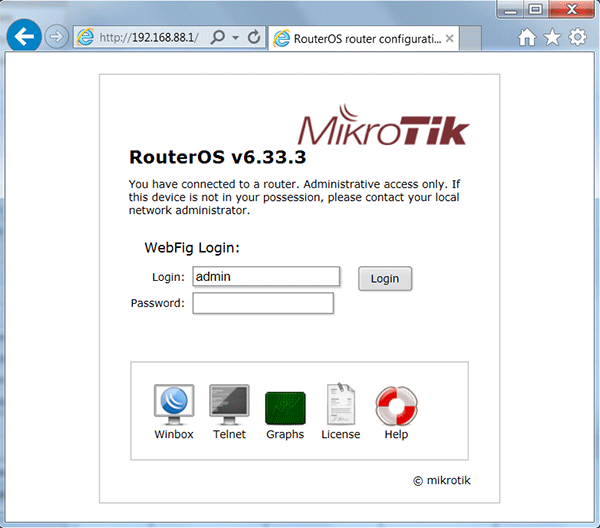 http://192.168.88.1/
RouterOS router configurati...
MikroTik
RouterOS v6.33.3
You have connected to a router. Administrative access only. If
this device is not in your possession, please contact your local
network administrator.
WebFig Login:
Login: admin
Login
Password:
Winbox Telnet Graphs License Help
© mikrotik